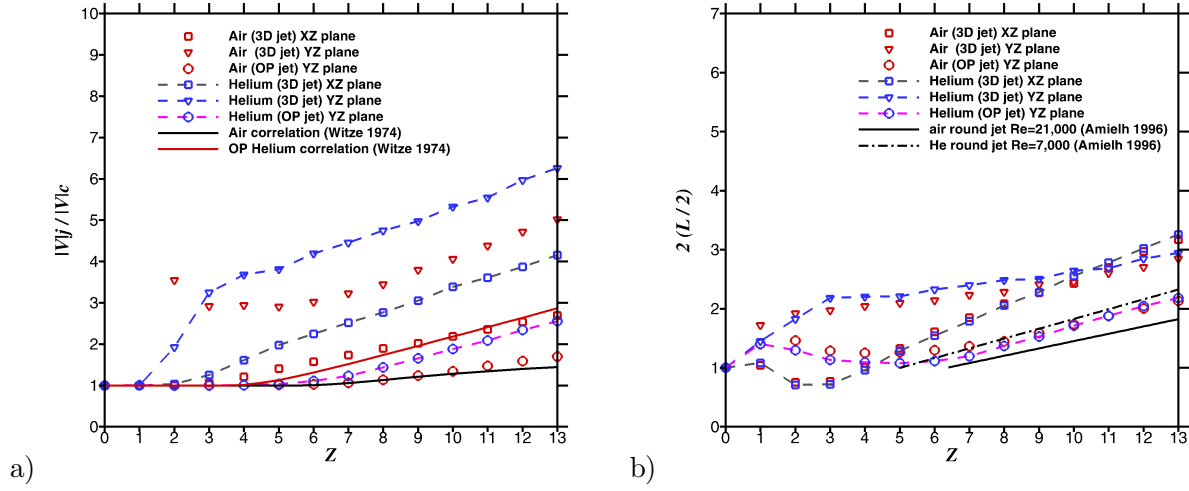 10
9
8
7
6
5
4
3
2
1
0
|V|j / |V|c
Air (3D jet) XZ plane
Air (3D jet) YZ plane
Air (OP jet) YZ plane
Helium (3D jet) XZ plane
Helium (3D jet) YZ plane
Helium (OP jet) YZ plane
Air correlation (Witze 1974)
OP Helium correlation (Witze 1974)
0 1 2 3 4 5 6 7 8 9 10 11 12 13
Z
a)
7
6
5
4
3
2
1
0
2 (L / 2)
Air (3D jet) XZ plane
Air (3D jet) YZ plane
Air (OP jet) YZ plane
Helium (3D jet) XZ plane
Helium (3D jet) YZ plane
Helium (OP jet) YZ plane
air round jet Re=21,000 (Amielh 1996)
He round jet Re=7,000 (Amielh 1996)
0 1 2 3 4 5 6 7 8 9 10 11 12 13
Z
b)